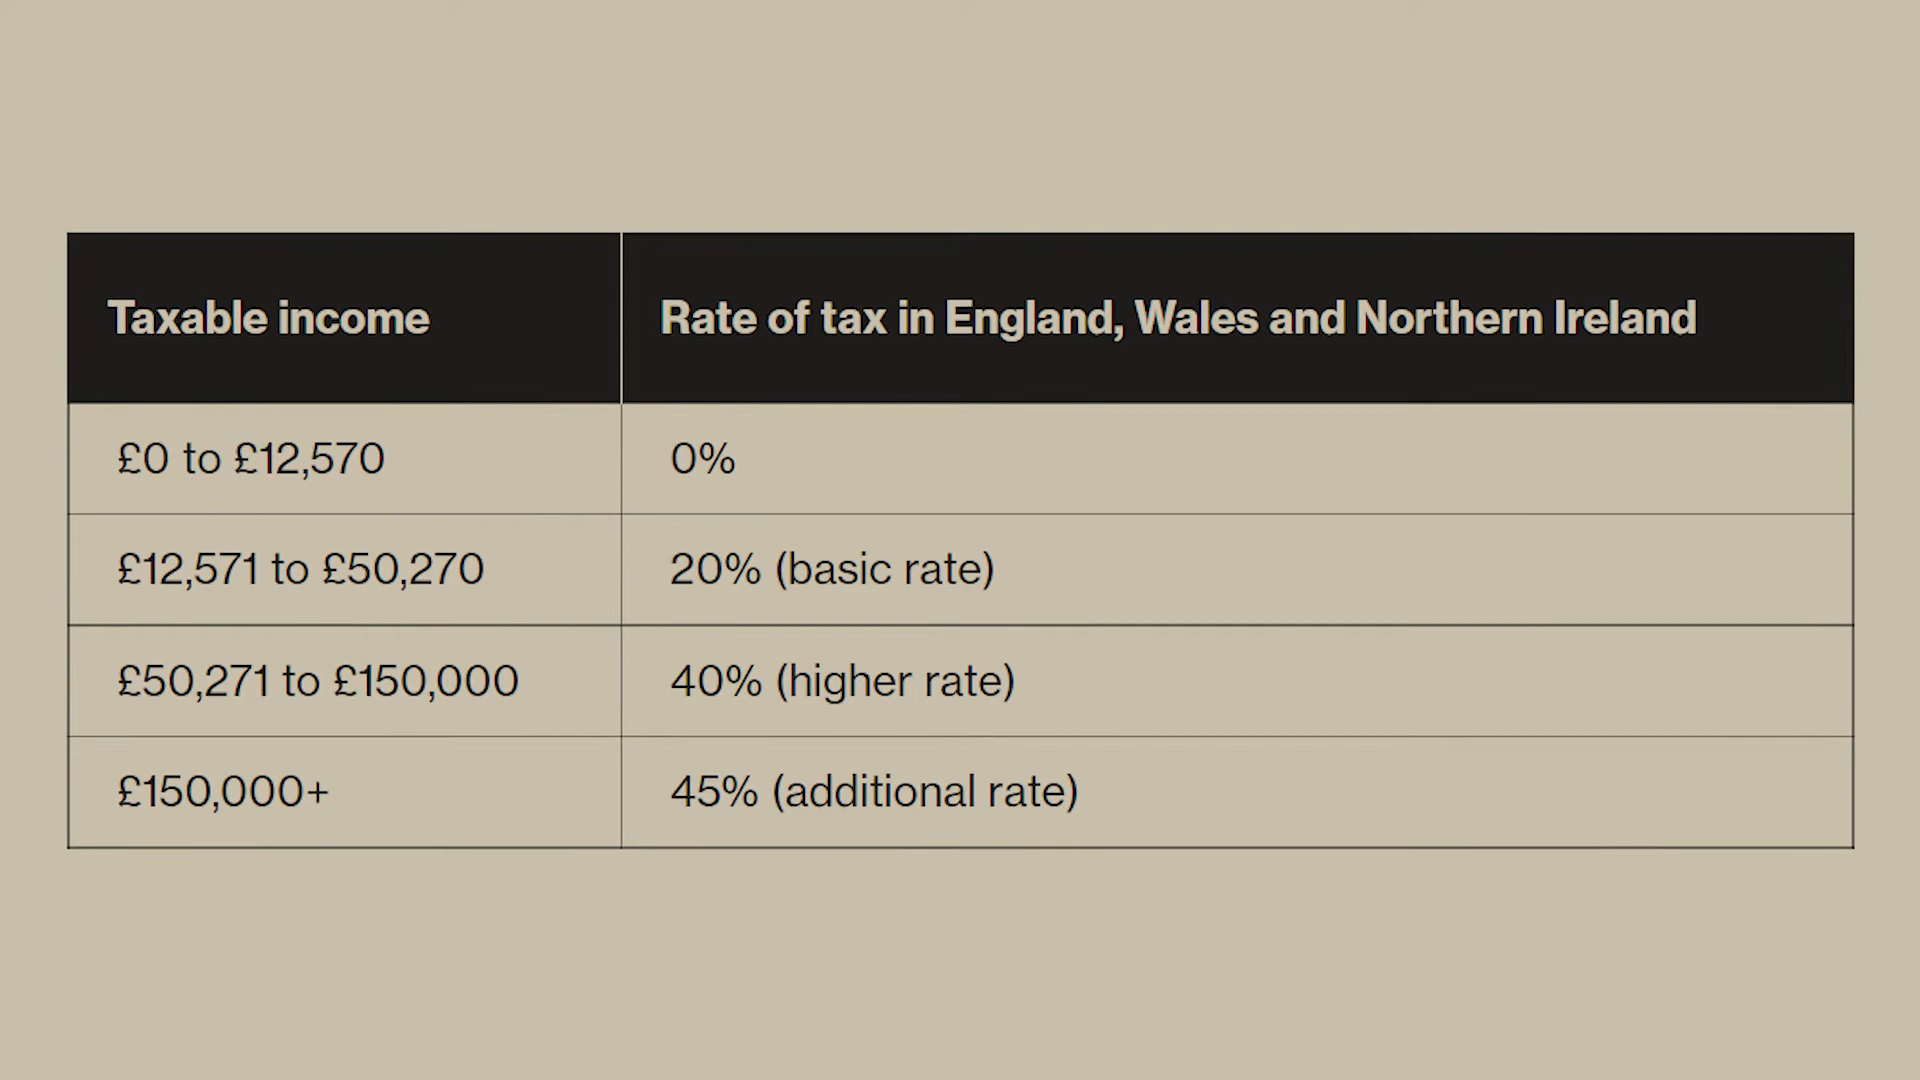 Taxable income
Rate of tax in England, Wales and Northern Ireland
£0 to £12,570
0%
£12,571 to £50,270
20% (basic rate)
£50,271 to £150,000
40% (higher rate)
£150,000+
45% (additional rate)